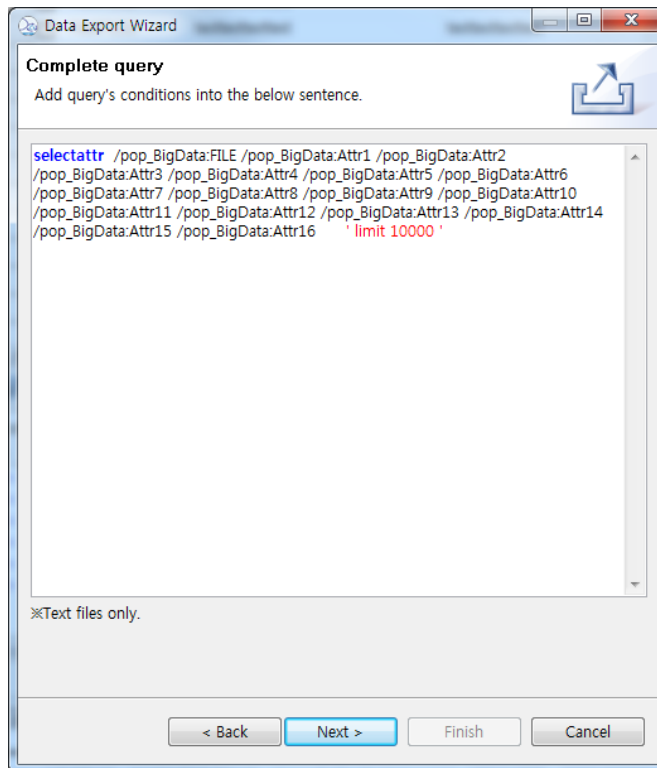 Data Export Wizard
Complete query
Add query's conditions into the below sentence.
selectattr /pop_BigData:FILE /pop_BigData:Attr1 /pop_BigData:Attr2
/pop_BigData:Attr3 /pop_BigData:Attr4 /pop_BigData:Attr5 /pop_BigData:Attr6
/pop_BigData:Attr7 /pop_BigData:Attr8 /pop_BigData:Attr9 /pop_BigData:Attr10
/pop_BigData:Attr11 /pop_BigData:Attr12 /pop_BigData:Attr13 /pop_BigData:Attr14
/pop_BigData:Attr15 /pop_BigData:Attr16 ' limit 10000 '
※Text files only.
< Back Next > Finish Cancel